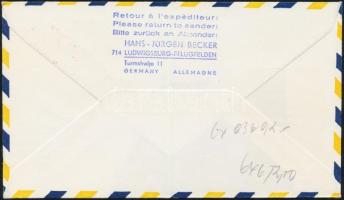 Retour à l'expéditeur:
Please return to sender:
Bitte zurück an Absender:
HANS-JÜRGEN BECKER
714 LUDWIGSBURG-PFLUGFELDEN
Turmstraße 11
GERMANY ALLEMAGNE